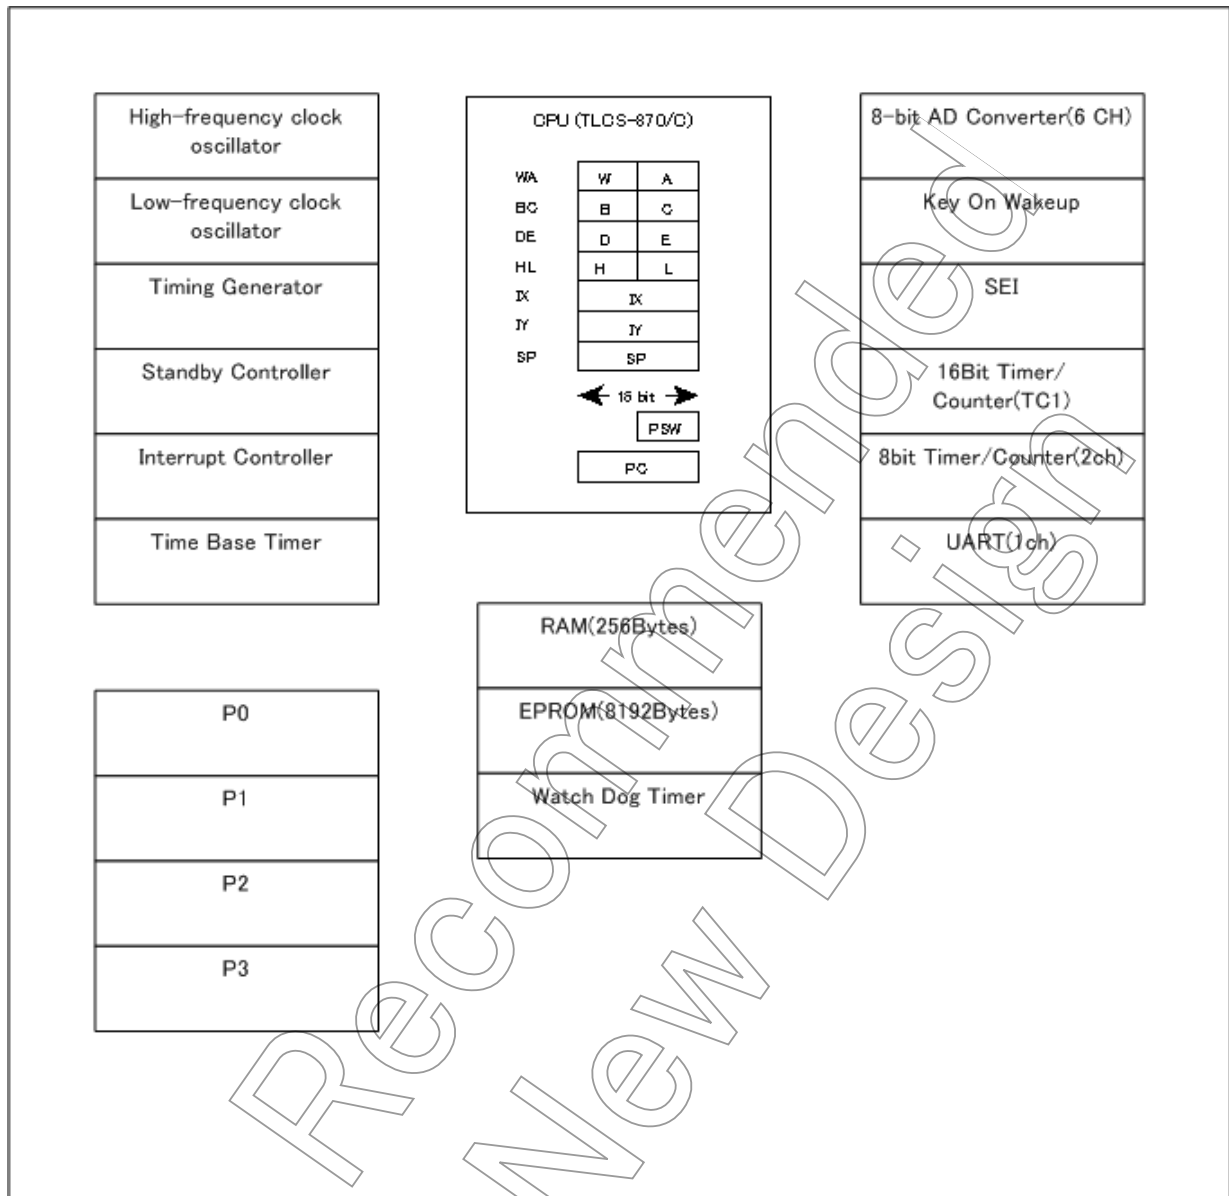 High-frequency clock
oscillator
Low-frequency clock
oscillator
Timing Generator
Standby Controller
Interrupt Controller
Time Base Timer
CPU (TLCS-870/C)
WA W A
BC B C
DE D E
HL H L
IX IX
IY IY
SP SP
16 bit
PSW
PC
8-bit AD Converter(6 CH)
Key On Wakeup
SEI
16Bit Timer/
Counter(TC1)
8bit Timer/Counter(2ch)
UART(1ch)
RAM(256Bytes)
EPROM(8192Bytes)
Watch Dog Timer
P0
P1
P2
P3
Recommended
New Design